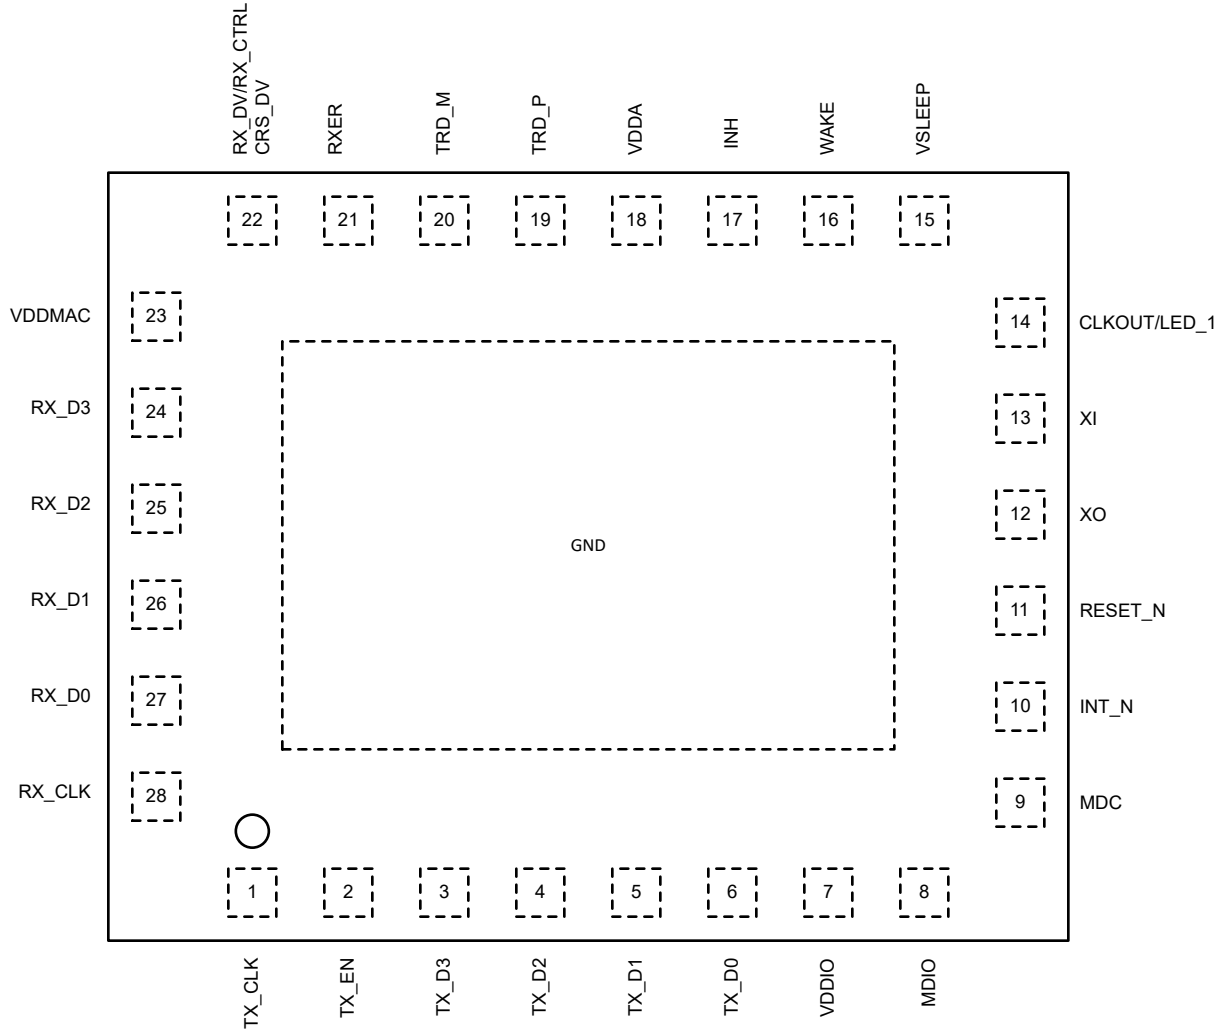 RX_DV/RX_CTRL
CRS_DV
RXER
TRD_M
TRD_P
VDDA
INH
WAKE
VSLEEP
22
21
20
19
18
17
16
15
VDDMAC
23
14
CLKOUT/LED_1
RX_D3
24
13
XI
RX_D2
25
12
XO
GND
RX_D1
26
11
RESET_N
RX_D0
27
10
INT_N
RX_CLK
28
9
MDC
1
2
3
4
5
6
7
8
TX_CLK
TX_EN
TX_D3
TX_D2
TX_D1
TX_D0
VDDIO
MDIO